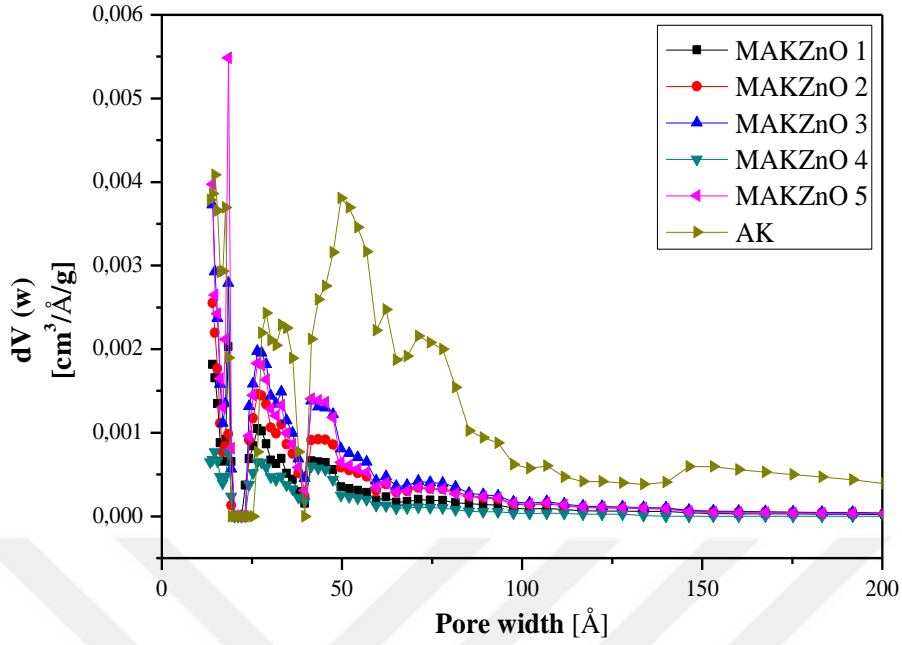 0,006
0,005
0,004
0,003
0,002
0,001
0,000
dV (w)
[cm³/Å/g]
0
50
100
150
200
Pore width [Å]
MAKZnO 1
MAKZnO 2
MAKZnO 3
MAKZnO 4
MAKZnO 5
AK